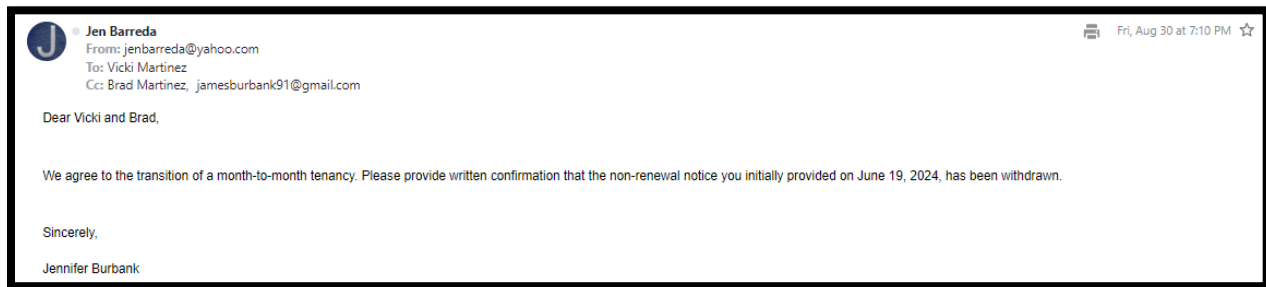 J
Jen Barreda
Fri, Aug 30 at 7:10 PM
From: jenbarreda@yahoo.com
To: Vicki Martinez
Cc: Brad Martinez, jamesburbank91@gmail.com
Dear Vicki and Brad,
We agree to the transition of a month-to-month tenancy. Please provide written confirmation that the non-renewal notice you initially provided on June 19, 2024, has been withdrawn.
Sincerely,
Jennifer Burbank